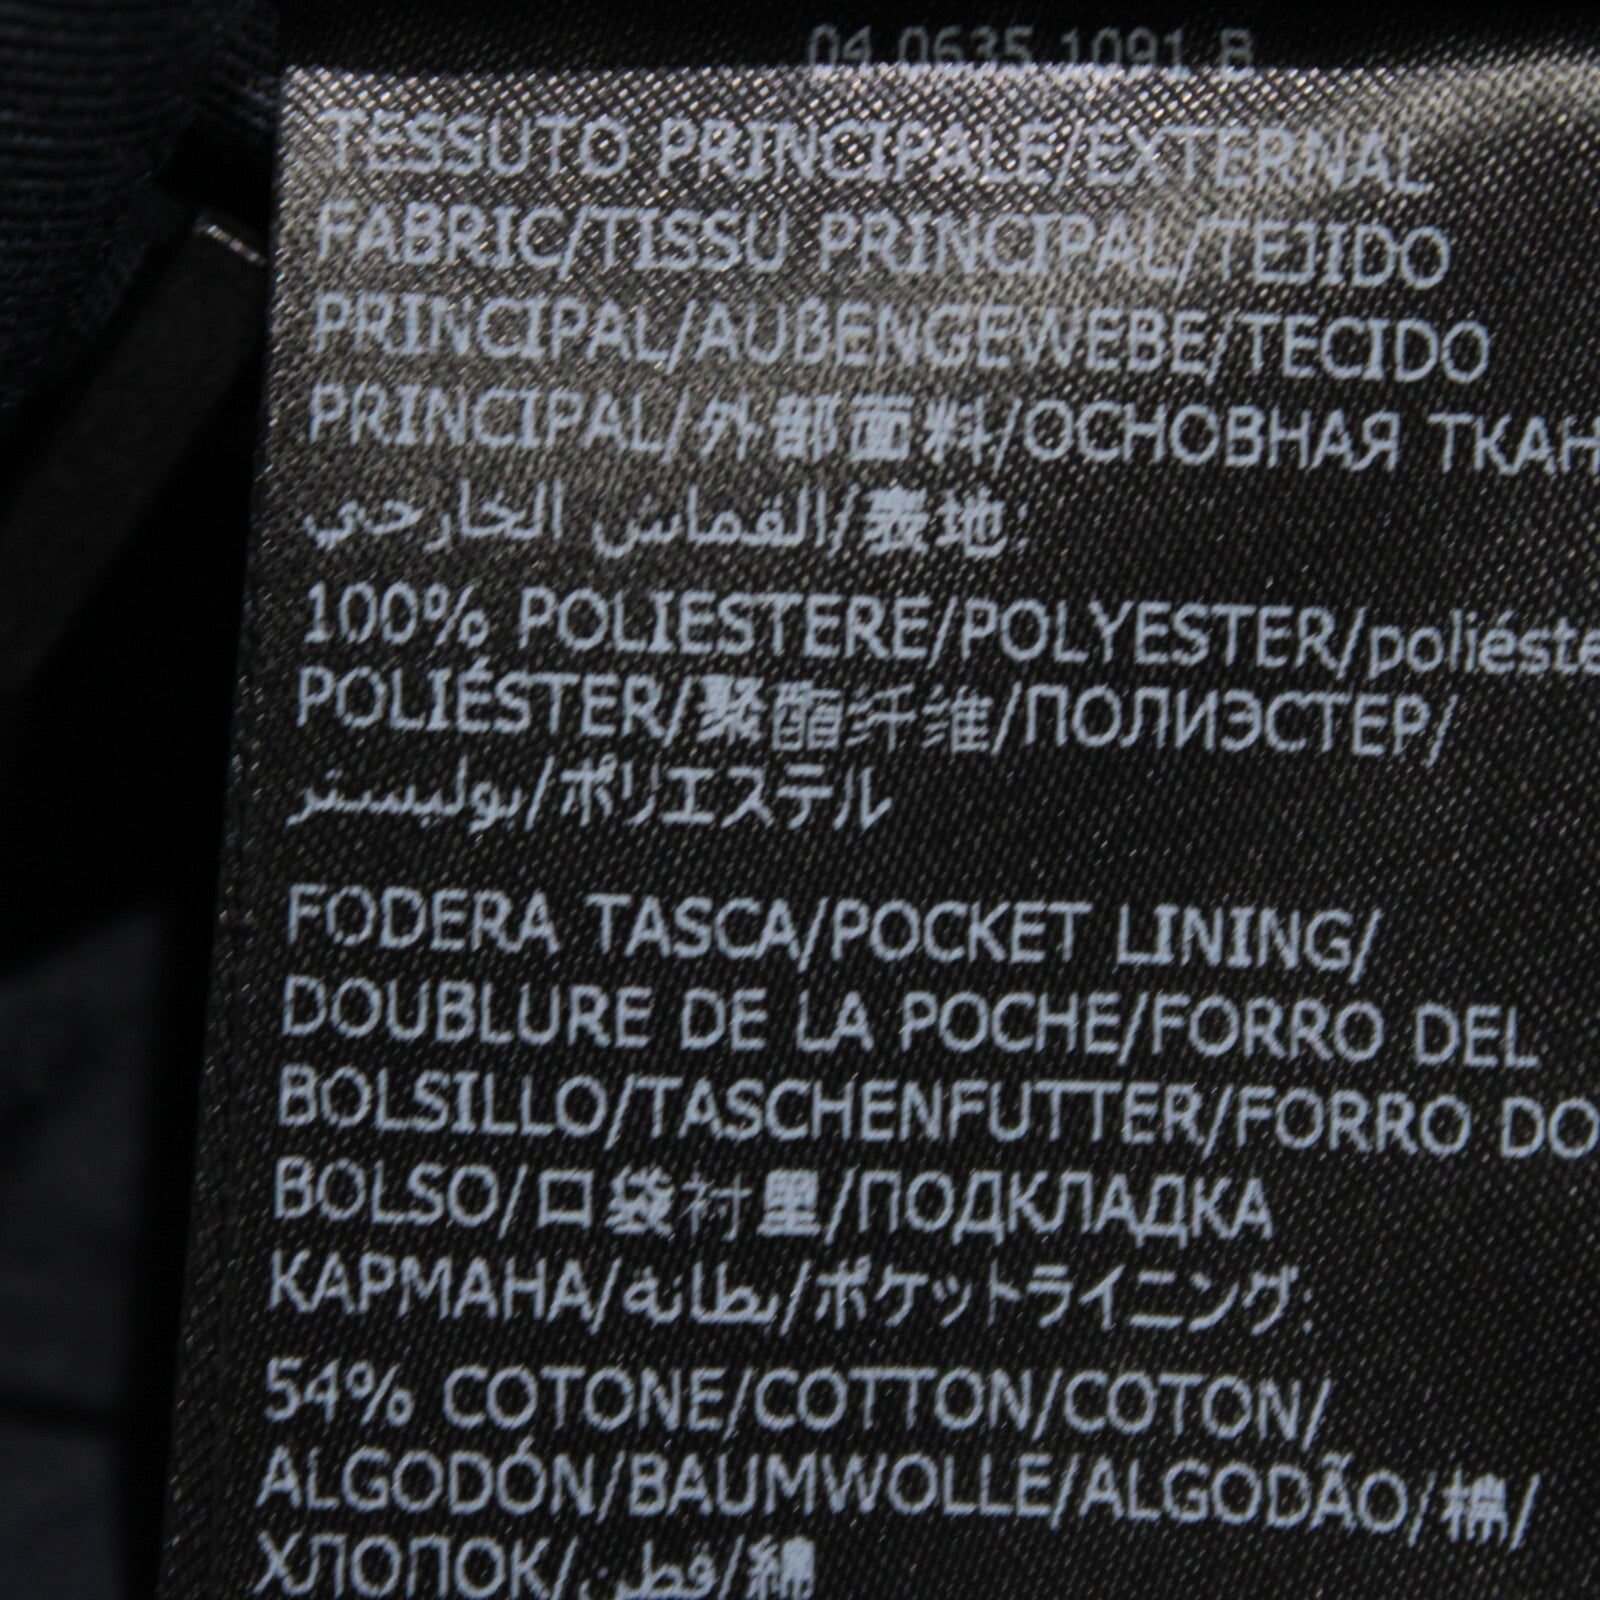 04 0635 1091 B
TESSUTO PRINCIPALE/EXTERNAL
FABRIC/TISSU PRINCIPAL/TEJIDO
PRINCIPAL/AUßENGEWEBE/TECIDO
PRINCIPAL/外部面料/ОСНОВНАЯ ТКАН
القماش الخارجي/表地:
100% POLIESTERE/POLYESTER/poliéste
POLIÉSTER/聚酯纤维/ПОЛИЭСТЕР/
بوليستر/ポリエステル
FODERA TASCA/POCKET LINING/
DOUBLURE DE LA POCHE/FORRO DEL
BOLSILLO/TASCHENFUTTER/FORRO DO
BOLSO/口袋衬里/ПОДКЛАДКА
КАРМАНА/بطانة/ポケットライニング:
54% COTONE/COTTON/COTON/
ALGODÓN/BAUMWOLLE/ALGODÃO/棉/
ХЛОПОК/قطن/綿